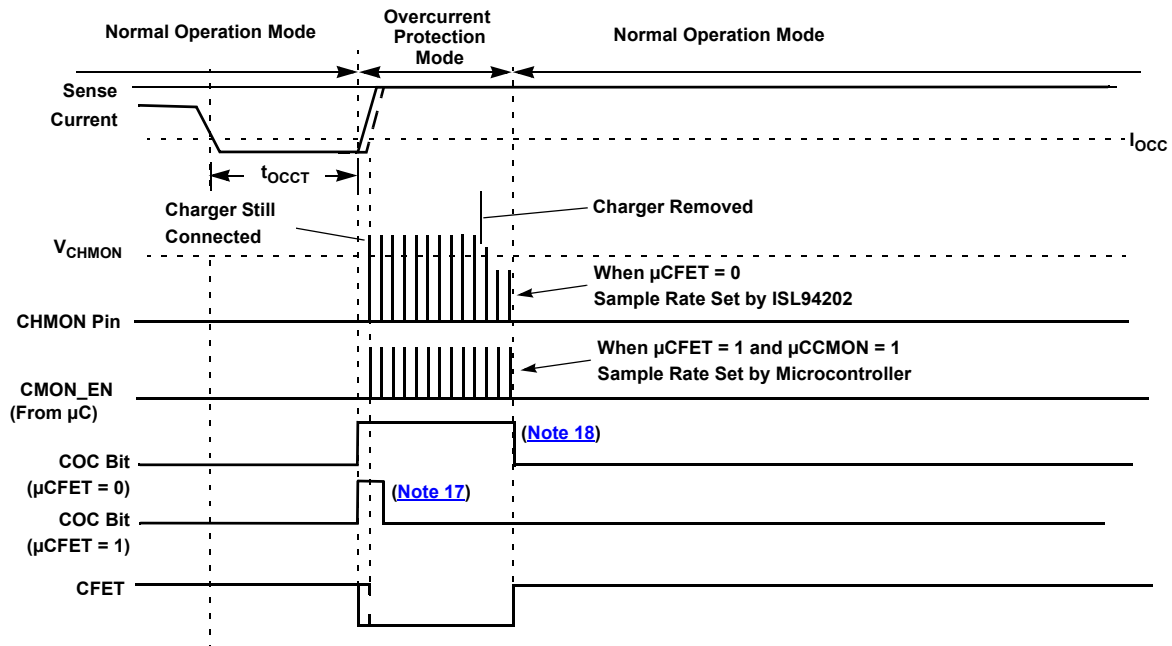 Normal Operation Mode
Overcurrent
Protection
Mode
Normal Operation Mode
Sense
Current
IOCC
tOCCT
Charger Still
Connected
Charger Removed
VCHMON
When µCFET = 0
Sample Rate Set by ISL94202
CHMON Pin
When µCFET = 1 and µCCMON = 1
Sample Rate Set by Microcontroller
CMON_EN
(From µC)
(Note 18)
COC Bit
(µCFET = 0)
(Note 17)
COC Bit
(µCFET = 1)
CFET